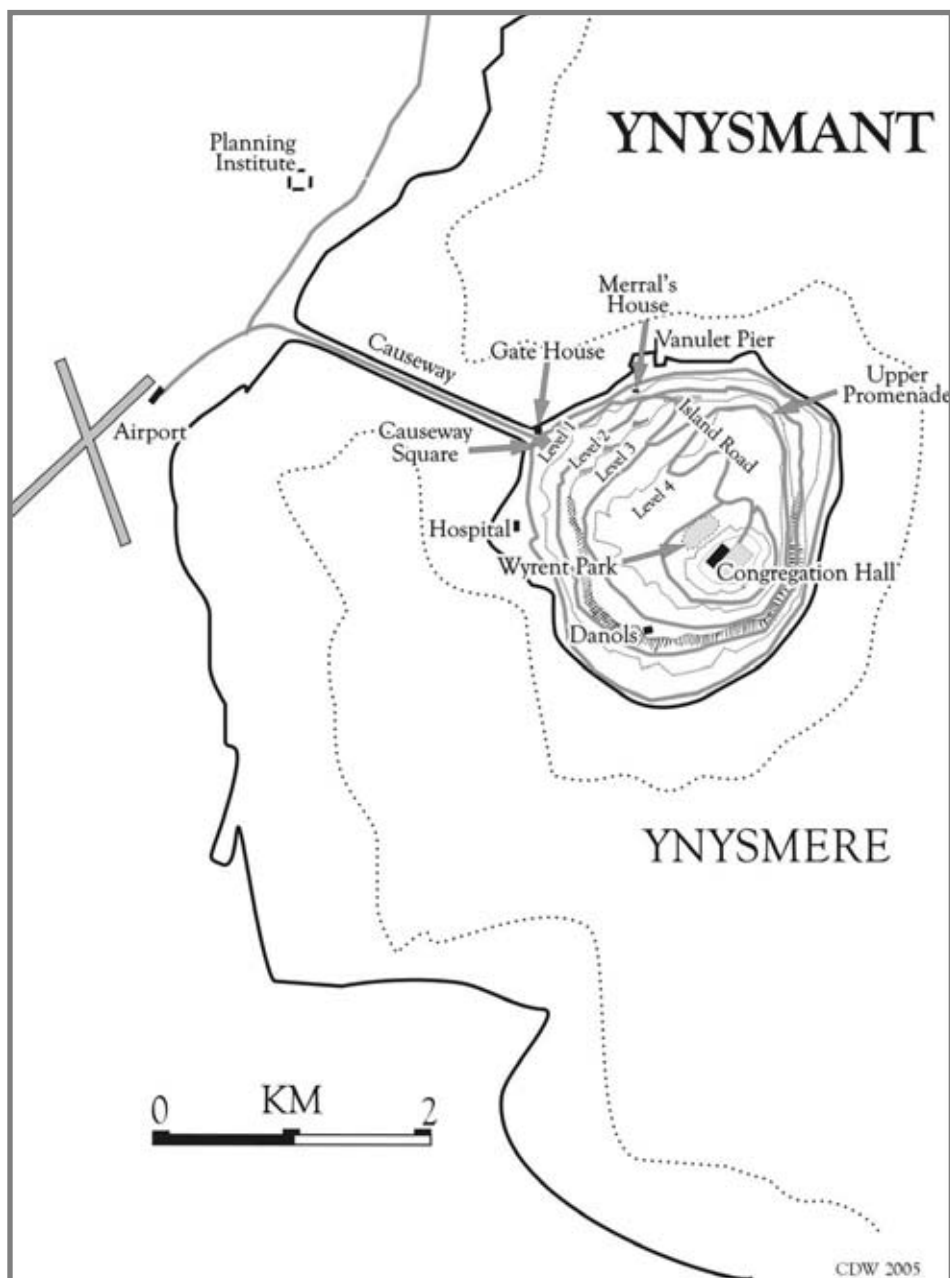 YNYSMANT
Planning
Institute
Merral's
House
Vanulet Pier
Gate House
Upper
Promenade
Causeway
Island Road
Airport
Causeway
Square
Level 1
Level 2
Level 3
Level 4
Hospital
Wyrent Park
Congregation Hall
Danols
YNYSMERE
0
KM
2
CDW 2005